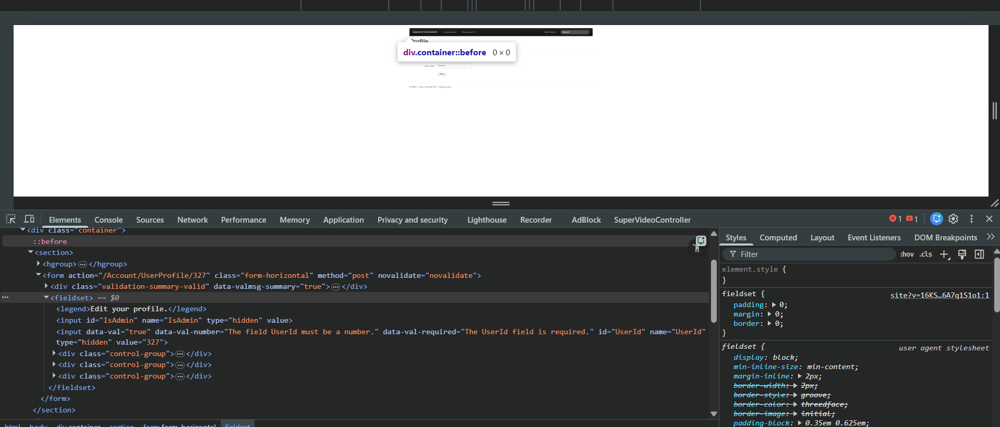 Supercar Showdown Leaderboard My account Hello Search
Profile
div.container::before 0 × 0
Last name
Save
Elements Console Sources Network Performance Memory Application Privacy and security Lighthouse Recorder AdBlock SuperVideoController 1 1
<div class="container">
::before
<section>
<hgroup>…</hgroup>
<form action="/Account/UserProfile/327" class="form-horizontal" method="post" novalidate="novalidate">
<div class="validation-summary-valid" data-valmsg-summary="true">…</div>
… <fieldset> == $0
<legend>Edit your profile.</legend>
<input id="IsAdmin" name="IsAdmin" type="hidden" value>
<input data-val="true" data-val-number="The field UserId must be a number." data-val-required="The UserId field is required." id="UserId" name="UserId"
type="hidden" value="327">
<div class="control-group">…</div>
<div class="control-group">…</div>
<div class="control-group">…</div>
</fieldset>
</form>
</section>
html body div.container section form.form-horizontal fieldset
Styles Computed Layout Event Listeners DOM Breakpoints
Filter :hov .cls
element.style {
}
fieldset { site?v=16KS…6A7q1S1o1:1
padding: 0;
margin: 0;
border: 0;
}
fieldset { user agent stylesheet
display: block;
min-inline-size: min-content;
margin-inline: 2px;
border-width: 2px;
border-style: groove;
border-color: threedface;
border-image: initial;
padding-block: 0.35em 0.625em;